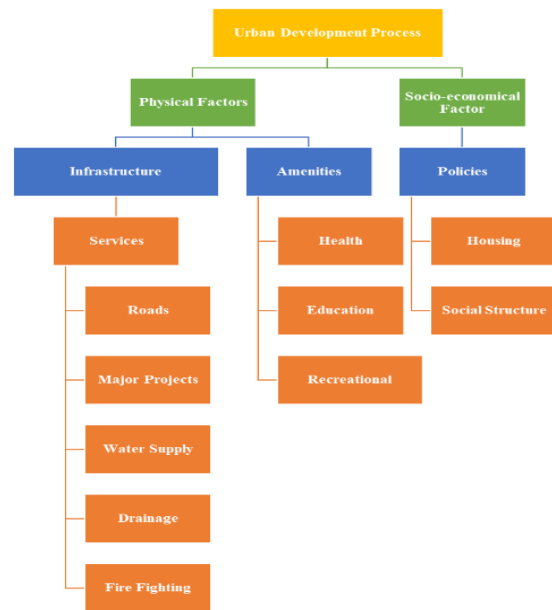 Urban Development Process
Physical Factors
Socio-economical
Factor
Infrastructure
Amenities
Policies
Services
Health
Housing
Roads
Education
Social Structure
Major Projects
Recreational
Water Supply
Drainage
Fire Fighting